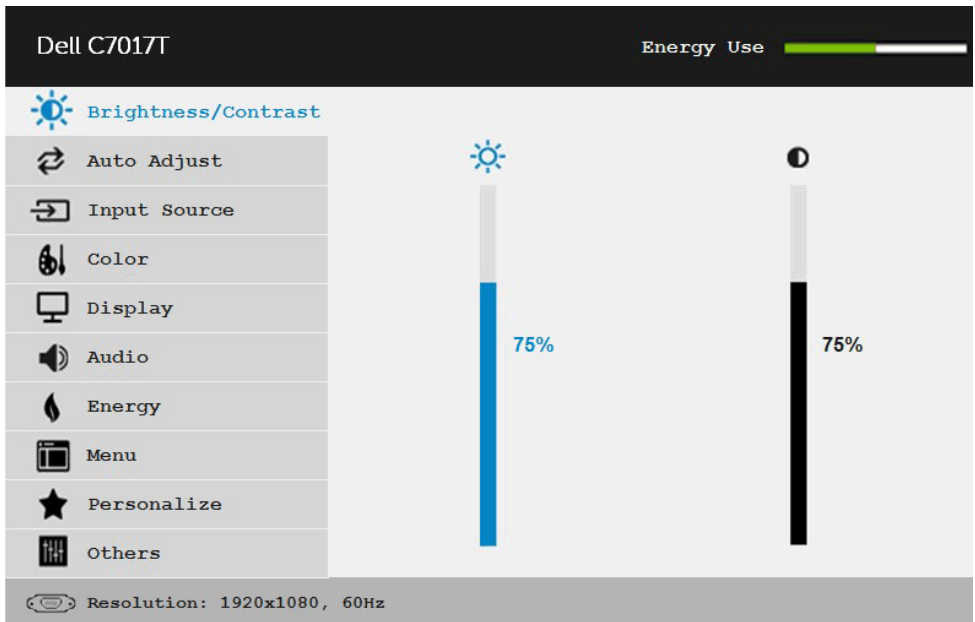 Dell C7017T
Energy Use
Brightness/Contrast
Auto Adjust
Input Source
Color
Display
Audio
Energy
Menu
Personalize
Others
75%
75%
Resolution: 1920x1080, 60Hz